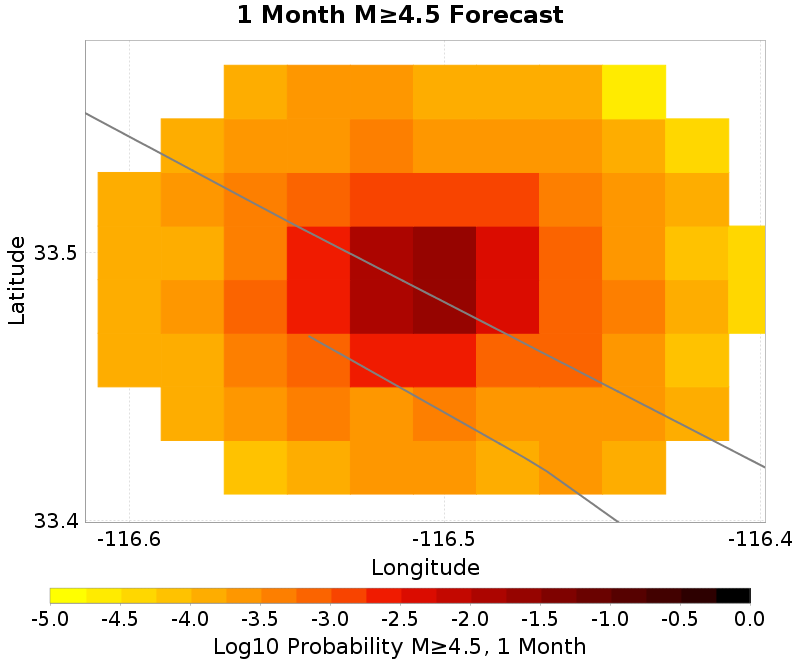 1 Month M≥4.5 Forecast
Latitude
33.5
33.4
-116.6 -116.5 -116.4
Longitude
-5.0 -4.5 -4.0 -3.5 -3.0 -2.5 -2.0 -1.5 -1.0 -0.5 0.0
Log10 Probability M≥4.5, 1 Month